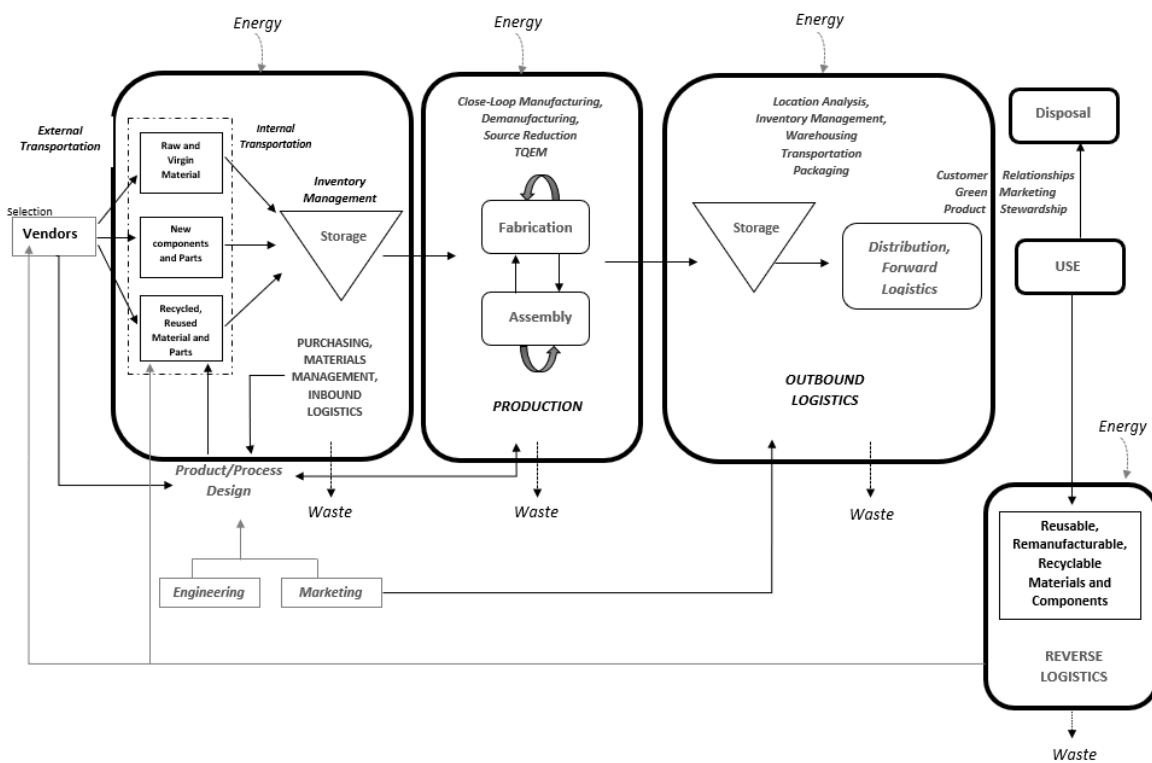 Energy
Energy
Energy
External
Transportation
Raw and
Virgin
Material
Internal
Transportation
Selection
Vendors
New
components
and Parts
Recycled,
Reused
Material and
Parts
Inventory
Management
Storage
PURCHASING,
MATERIALS
MANAGEMENT,
INBOUND
LOGISTICS
Close-Loop Manufacturing,
Demanufacturing,
Source Reduction
TQEM
Fabrication
Assembly
PRODUCTION
Location Analysis,
Inventory Management,
Warehousing
Transportation
Packaging
Storage
Distribution,
Forward
Logistics
OUTBOUND
LOGISTICS
Customer Relationships
Green Marketing
Product Stewardship
Disposal
USE
Energy
Reusable,
Remanufacturable,
Recyclable
Materials and
Components
REVERSE
LOGISTICS
Waste
Product/Process
Design
Waste
Waste
Waste
Engineering
Marketing